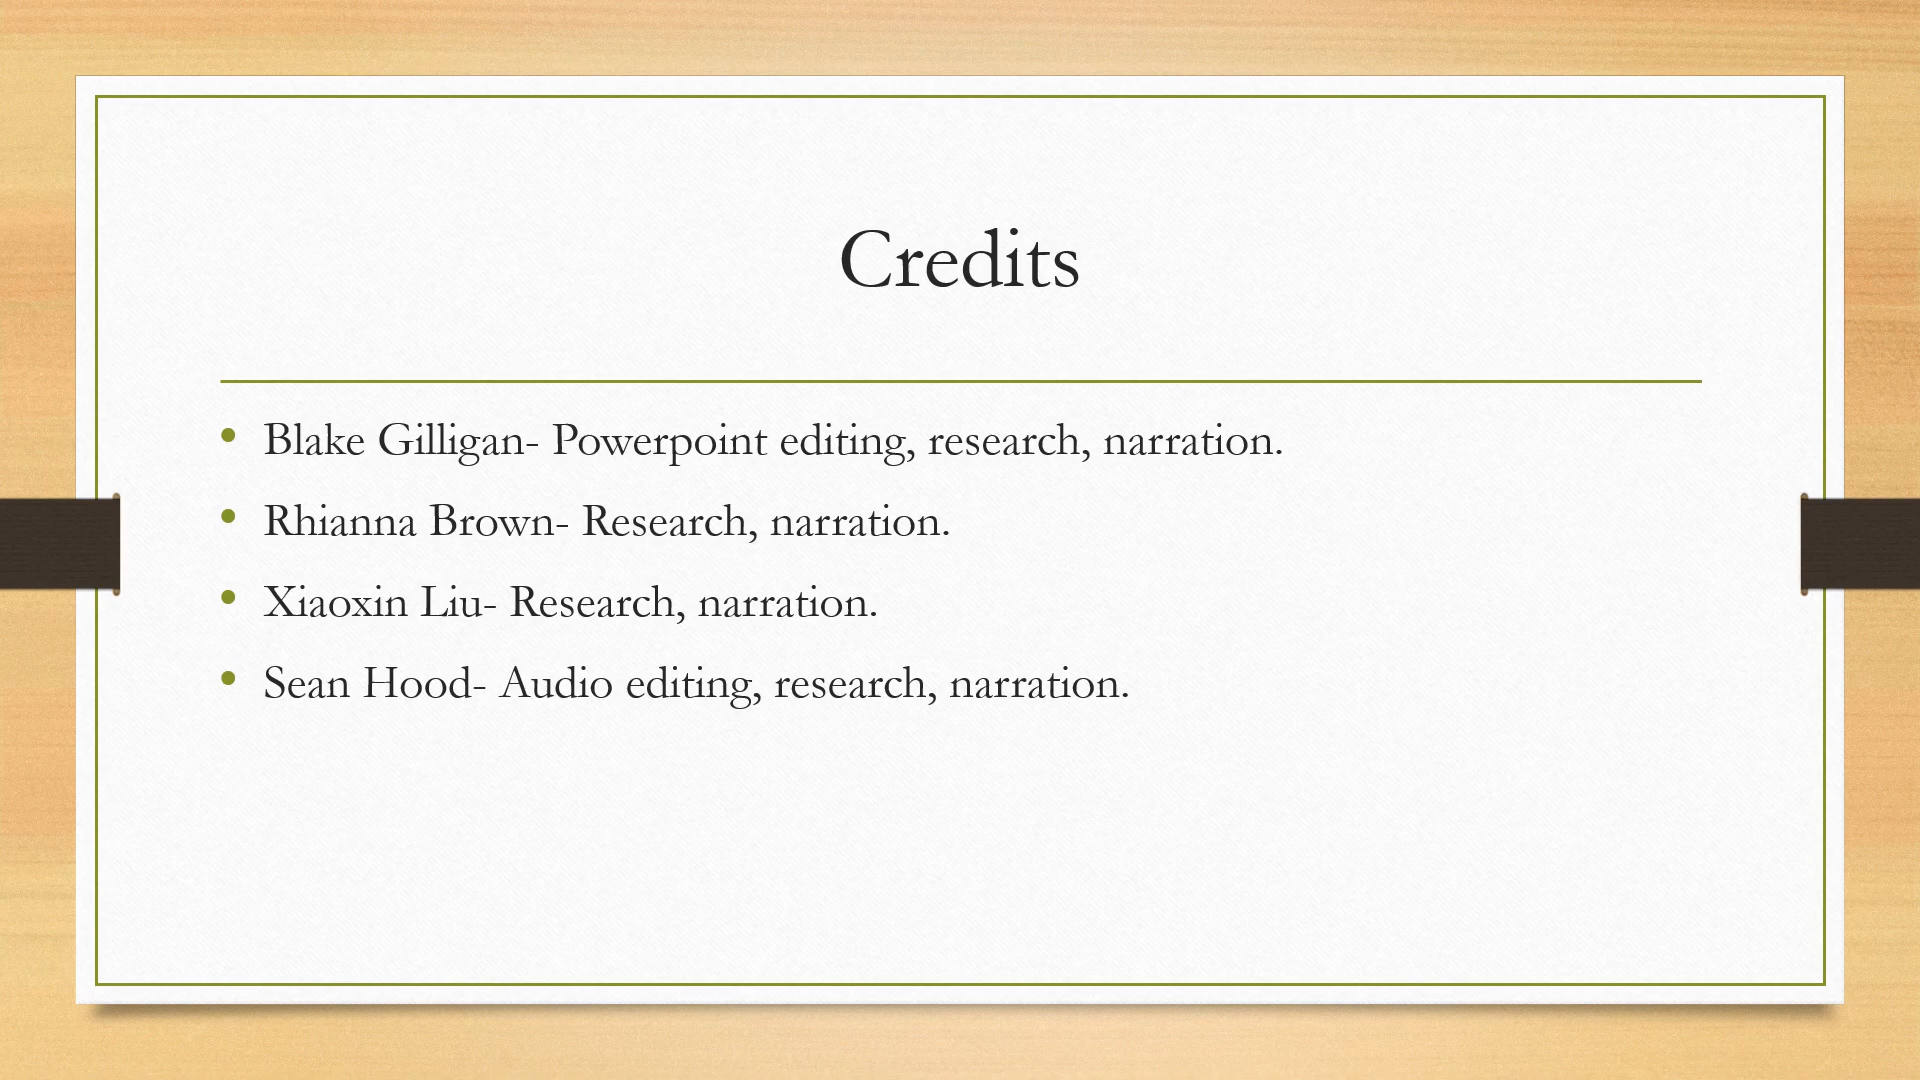 Credits
• Blake Gilligan- Powerpoint editing, research, narration.
• Rhianna Brown- Research, narration.
• Xiaoxin Liu- Research, narration.
• Sean Hood- Audio editing, research, narration.